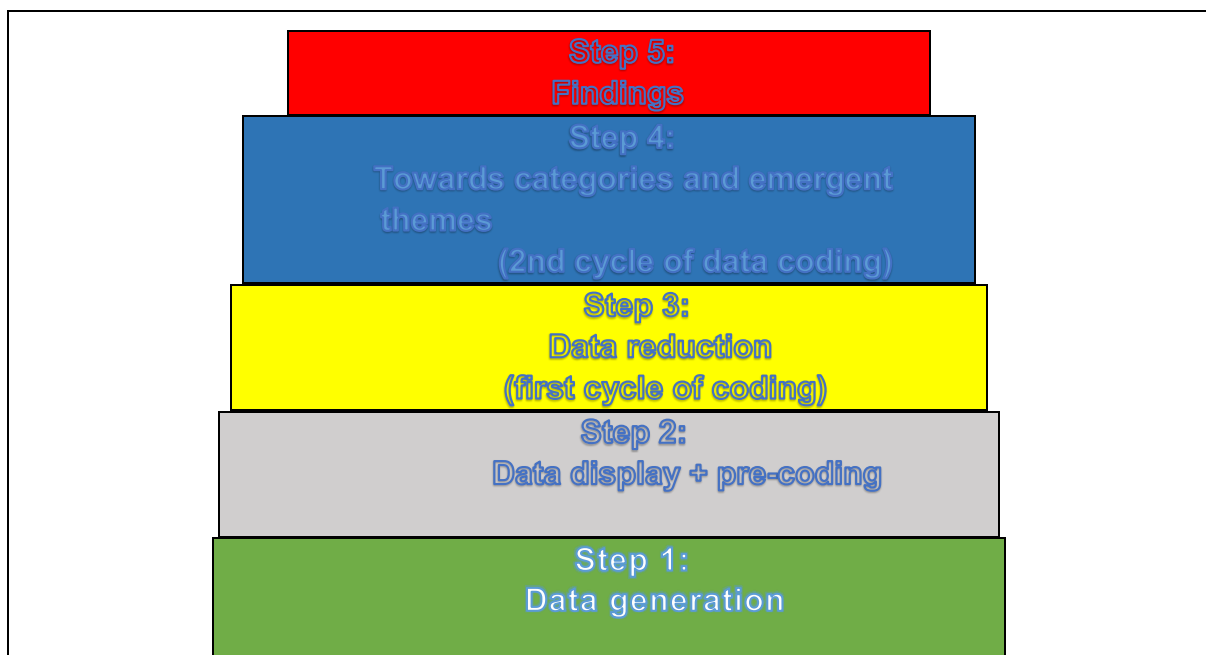 Step 5:
Findings
Step 4:
Towards categories and emergent
themes
(2nd cycle of data coding)
Step 3:
Data reduction
(first cycle of coding)
Step 2:
Data display + pre-coding
Step 1:
Data generation